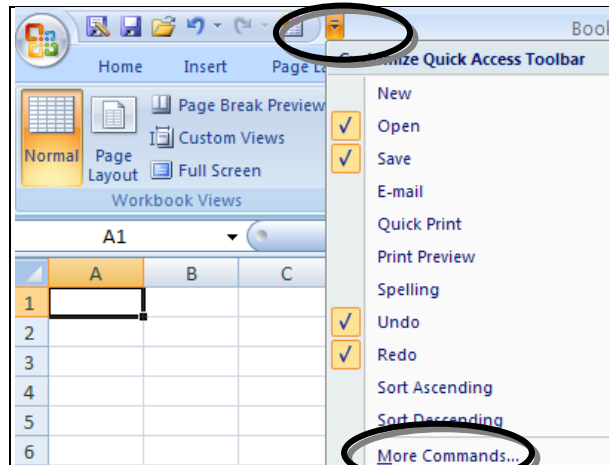 Book
Home Insert Page La
Customize Quick Access Toolbar
New
Open
Save
E-mail
Quick Print
Print Preview
Spelling
Undo
Redo
Sort Ascending
Sort Descending
More Commands...
Normal
Page Layout
Page Break Preview
Custom Views
Full Screen
Workbook Views
A1
A B C
1
2
3
4
5
6